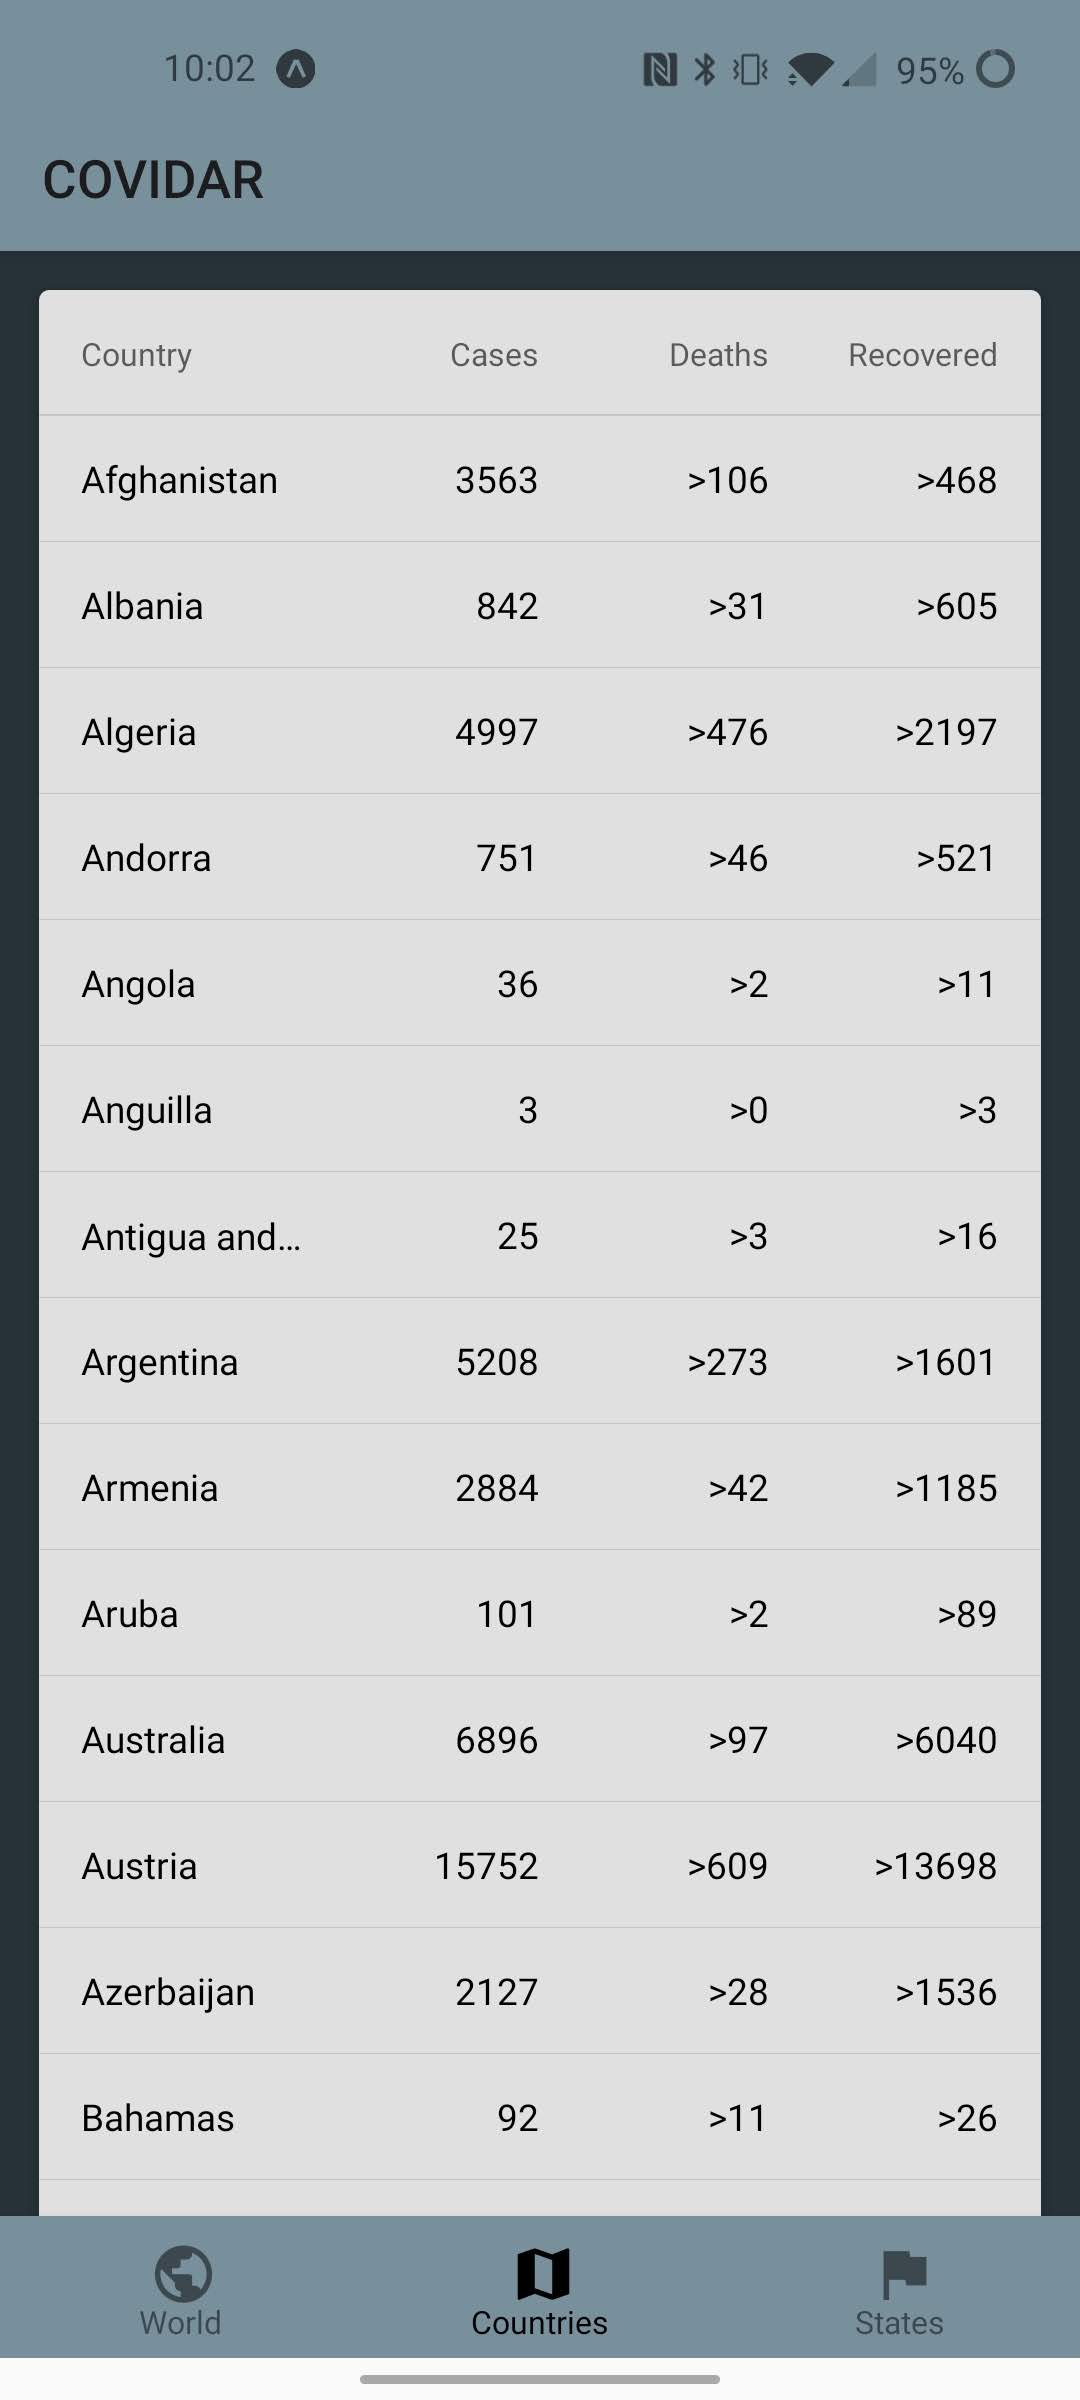 10:02 95%
COVIDAR
Country Cases Deaths Recovered
Afghanistan 3563 >106 >468
Albania 842 >31 >605
Algeria 4997 >476 >2197
Andorra 751 >46 >521
Angola 36 >2 >11
Anguilla 3 >0 >3
Antigua and... 25 >3 >16
Argentina 5208 >273 >1601
Armenia 2884 >42 >1185
Aruba 101 >2 >89
Australia 6896 >97 >6040
Austria 15752 >609 >13698
Azerbaijan 2127 >28 >1536
Bahamas 92 >11 >26
World Countries States